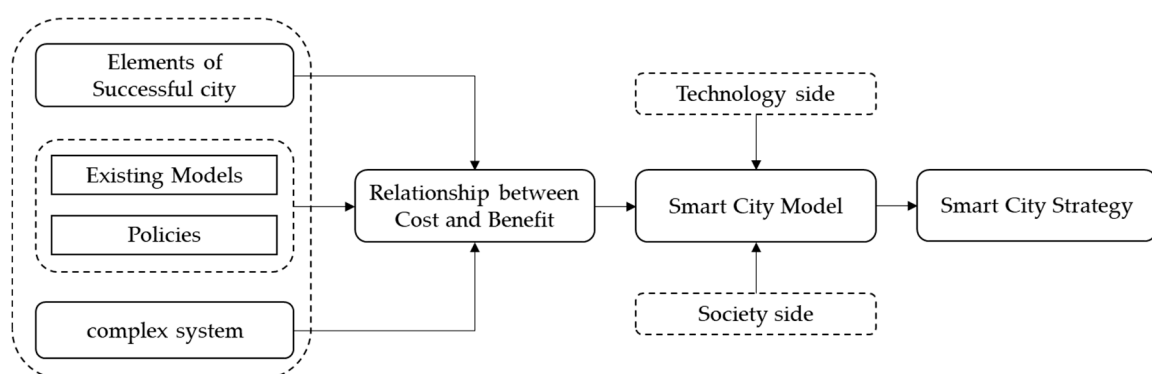 Elements of
Successful city
Existing Models
Policies
complex system
Relationship between
Cost and Benefit
Technology side
Smart City Model
Society side
Smart City Strategy